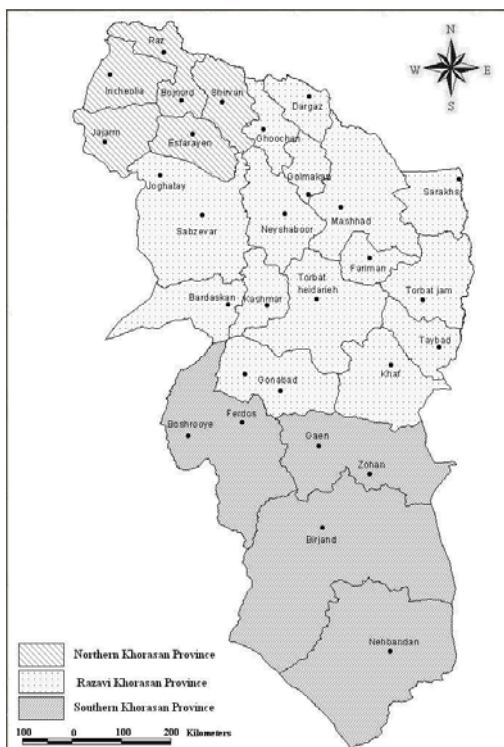 N
W E
S
Raz
Incheolia
Bojnord
Shirvan
Dargaz
Jajarm
Esfarayen
Ghoochan
Joghatay
Golmakan
Sarakhs
Sabzevar
Neyshaboor
Mashhad
Fariman
Bardaskan
Kashmar
Torbat
heidarieh
Torbat jam
Taybad
Gonabad
Khaf
Boshrooye
Ferdos
Gaen
Zohan
Birjand
Nehbandan
Northern Khorasan Province
Razavi Khorasan Province
Southern Khorasan Province
100 0 100 200 Kilometers